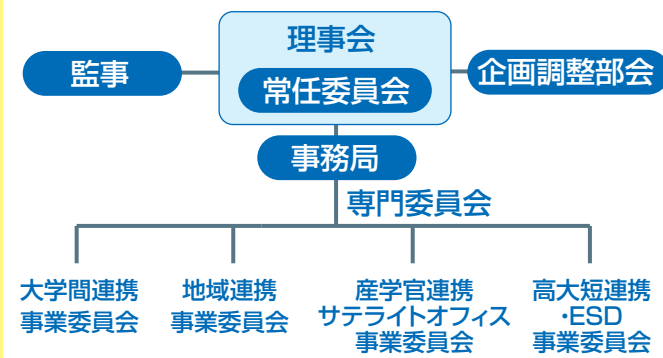 理事会
監事
常任委員会
企画調整部会
事務局
専門委員会
大学間連携
事業委員会
地域連携
事業委員会
産学官連携
サテライトオフィス
事業委員会
高大短連携
・ESD
事業委員会